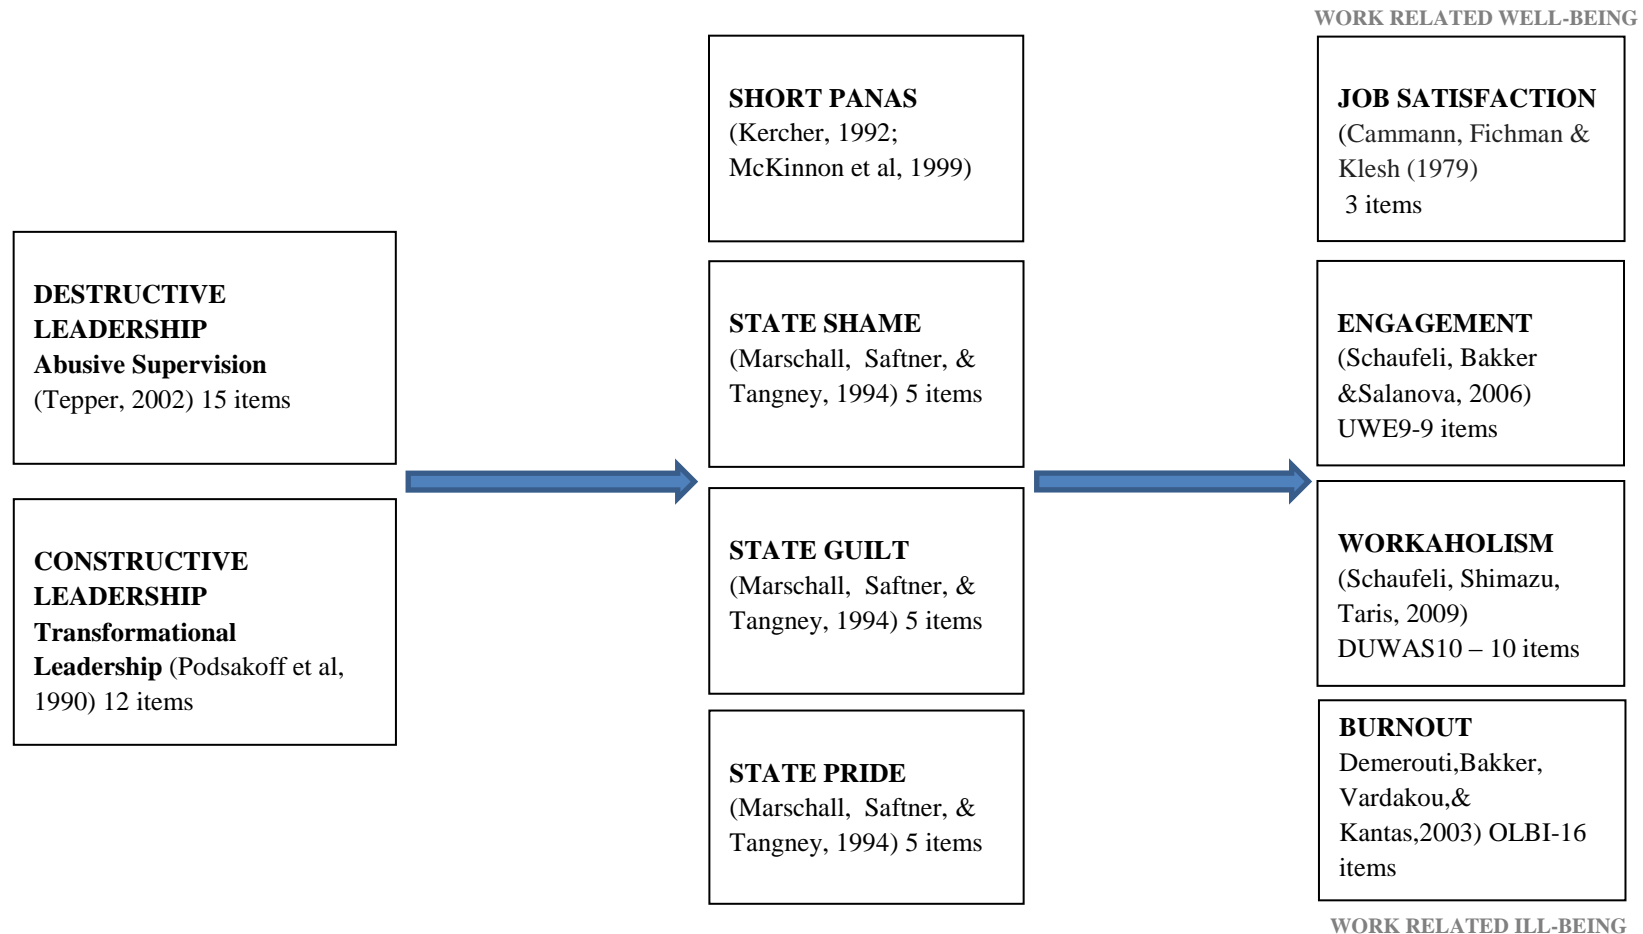 WORK RELATED WELL-BEING
DESTRUCTIVE
LEADERSHIP
Abusive Supervision
(Tepper, 2002) 15 items
CONSTRUCTIVE
LEADERSHIP
Transformational
Leadership (Podsakoff et al,
1990) 12 items
SHORT PANAS
(Kercher, 1992;
McKinnon et al, 1999)
STATE SHAME
(Marschall, Saftner, &
Tangney, 1994) 5 items
STATE GUILT
(Marschall, Saftner, &
Tangney, 1994) 5 items
STATE PRIDE
(Marschall, Saftner, &
Tangney, 1994) 5 items
JOB SATISFACTION
(Cammann, Fichman &
Klesh (1979)
3 items
ENGAGEMENT
(Schaufeli, Bakker
&Salanova, 2006)
UWE9-9 items
WORKAHOLISM
(Schaufeli, Shimazu,
Taris, 2009)
DUWAS10 – 10 items
BURNOUT
Demerouti,Bakker,
Vardakou,&
Kantas,2003) OLBI-16
items
WORK RELATED ILL-BEING